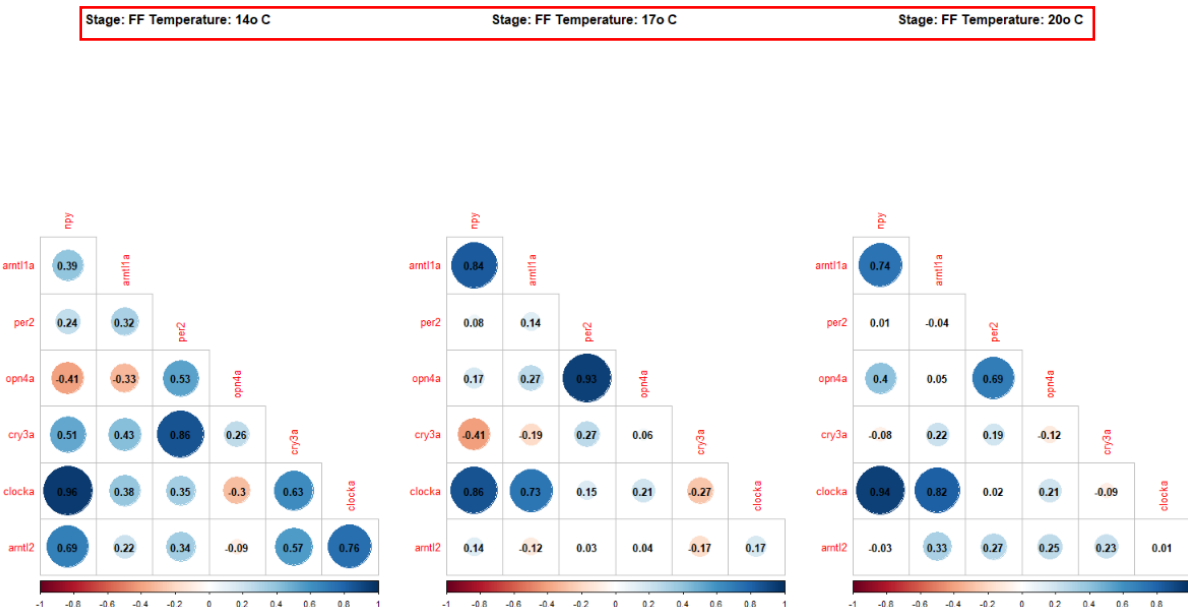 Stage: FF Temperature: 14o C
Stage: FF Temperature: 17o C
Stage: FF Temperature: 20o C
npy
arntl1a 0.39 arntl1a
per2 0.24 0.32 per2
opn4a -0.41 -0.33 0.53 opn4a
cry3a 0.51 0.43 0.86 0.26 cry3a
clocka 0.96 0.38 0.35 -0.3 0.63 clocka
arntl2 0.69 0.22 0.34 -0.09 0.57 0.76
-1 -0.8 -0.6 -0.4 -0.2 0 0.2 0.4 0.6 0.8 1
npy
arntl1a 0.84 arntl1a
per2 0.08 0.14 per2
opn4a 0.17 0.27 0.93 opn4a
cry3a -0.41 -0.19 0.27 0.06 cry3a
clocka 0.86 0.73 0.15 0.21 -0.27 clocka
arntl2 0.14 -0.12 0.03 0.04 -0.17 0.17
-1 -0.8 -0.6 -0.4 -0.2 0 0.2 0.4 0.6 0.8 1
npy
arntl1a 0.74 arntl1a
per2 0.01 -0.04 per2
opn4a 0.4 0.05 0.69 opn4a
cry3a -0.08 0.22 0.19 -0.12 cry3a
clocka 0.94 0.82 0.02 0.21 -0.09 clocka
arntl2 -0.03 0.33 0.27 0.25 0.23 0.01
-1 -0.8 -0.6 -0.4 -0.2 0 0.2 0.4 0.6 0.8